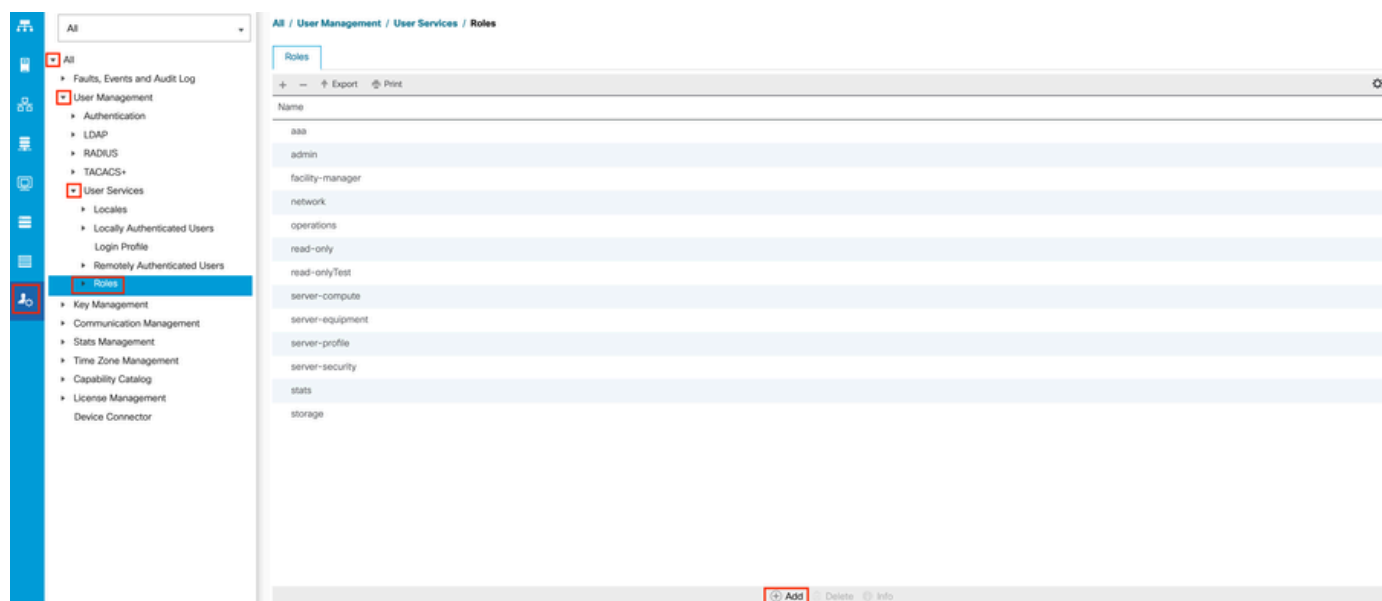 All
All / User Management / User Services / Roles
All
Faults, Events and Audit Log
User Management
Authentication
LDAP
RADIUS
TACACS+
User Services
Locales
Locally Authenticated Users
Login Profile
Remotely Authenticated Users
Roles
Key Management
Communication Management
Stats Management
Time Zone Management
Capability Catalog
License Management
Device Connector
Roles
+ − Export Print
Name
aaa
admin
facility-manager
network
operations
read-only
read-onlyTest
server-compute
server-equipment
server-profile
server-security
stats
storage
Add Delete Info